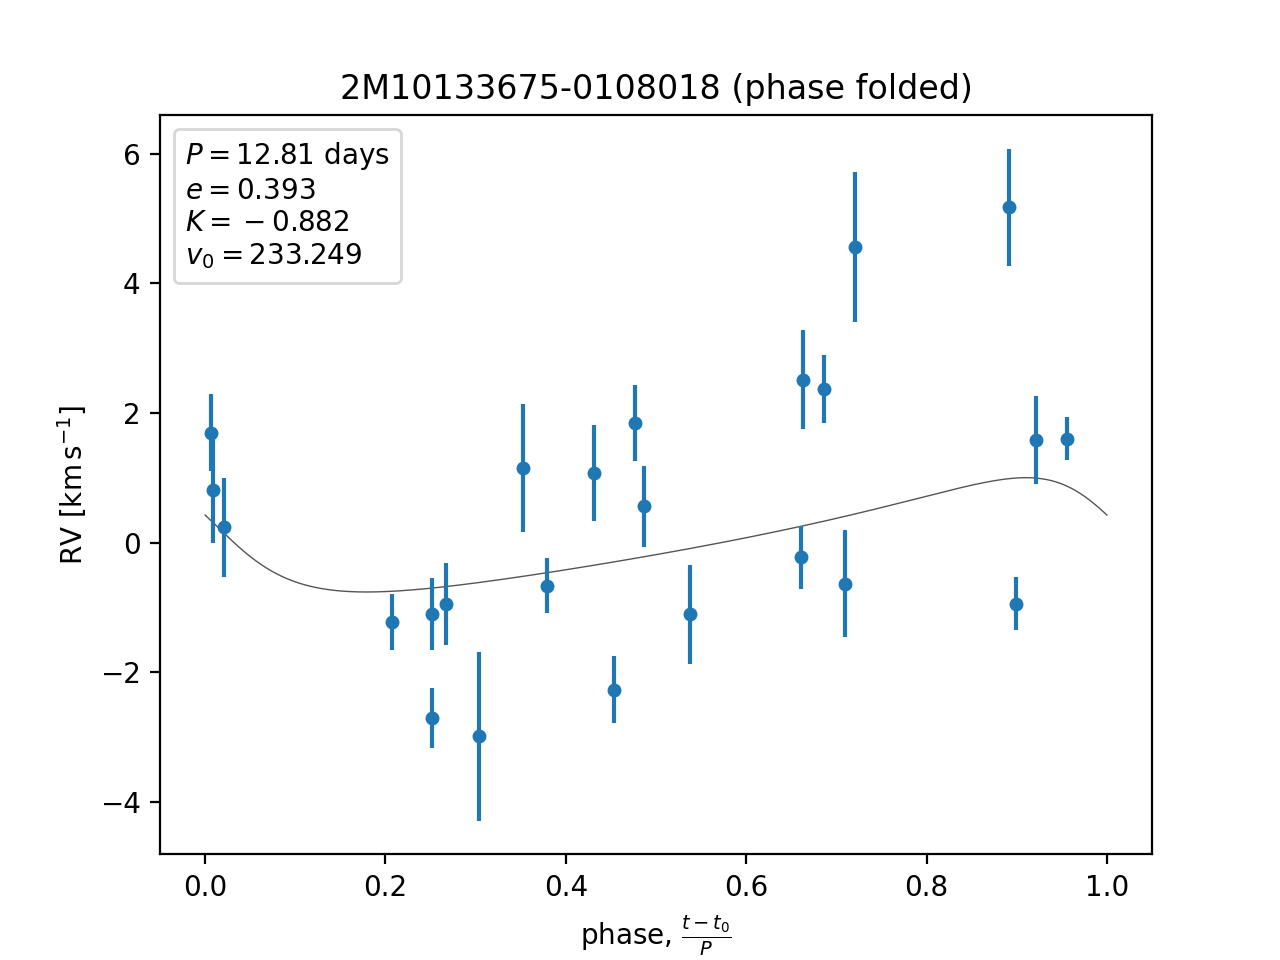 2M10133675-0108018 (phase folded)
P = 12.81 days
e = 0.393
K = −0.882
v₀ = 233.249
6
4
2
0
−2
−4
RV [km s⁻¹]
0.0 0.2 0.4 0.6 0.8 1.0
phase, (t − t₀)/P